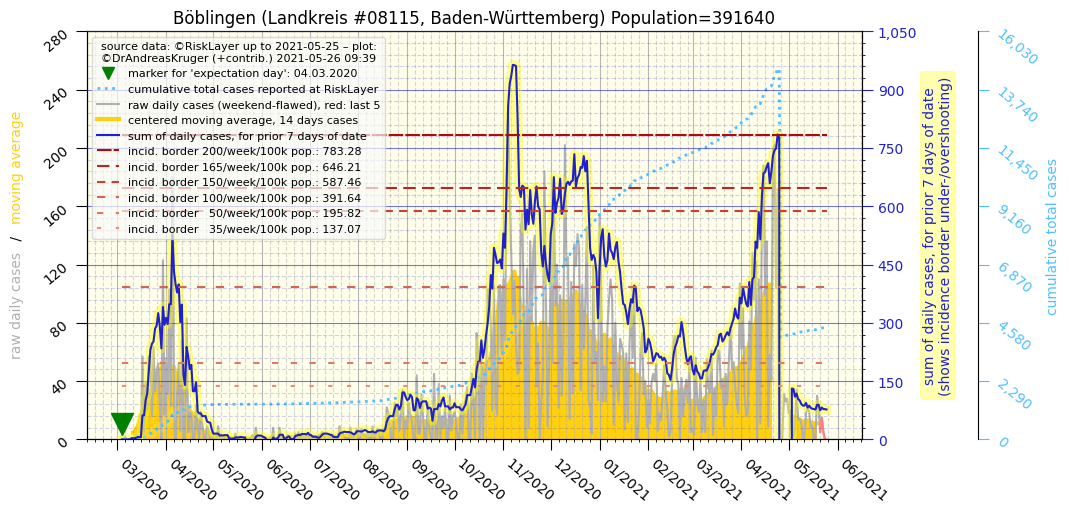 Böblingen (Landkreis #08115, Baden-Württemberg) Population=391640
source data: ©RiskLayer up to 2021-05-25 – plot:
©DrAndreasKruger (+contrib.) 2021-05-26 09:39
marker for 'expectation day': 04.03.2020
cumulative total cases reported at RiskLayer
raw daily cases (weekend-flawed), red: last 5
centered moving average, 14 days cases
sum of daily cases, for prior 7 days of date
incid. border 200/week/100k pop.: 783.28
incid. border 165/week/100k pop.: 646.21
incid. border 150/week/100k pop.: 587.46
incid. border 100/week/100k pop.: 391.64
incid. border   50/week/100k pop.: 195.82
incid. border   35/week/100k pop.: 137.07
raw daily cases   /   moving average
280
240
200
160
120
80
40
0
03/2020
04/2020
05/2020
06/2020
07/2020
08/2020
09/2020
10/2020
11/2020
12/2020
01/2021
02/2021
03/2021
04/2021
05/2021
06/2021
1,050
900
750
600
450
300
150
0
sum of daily cases, for prior 7 days of date
(shows incidence border under-/overshooting)
16,030
13,740
11,450
9,160
6,870
4,580
2,290
0
cumulative total cases